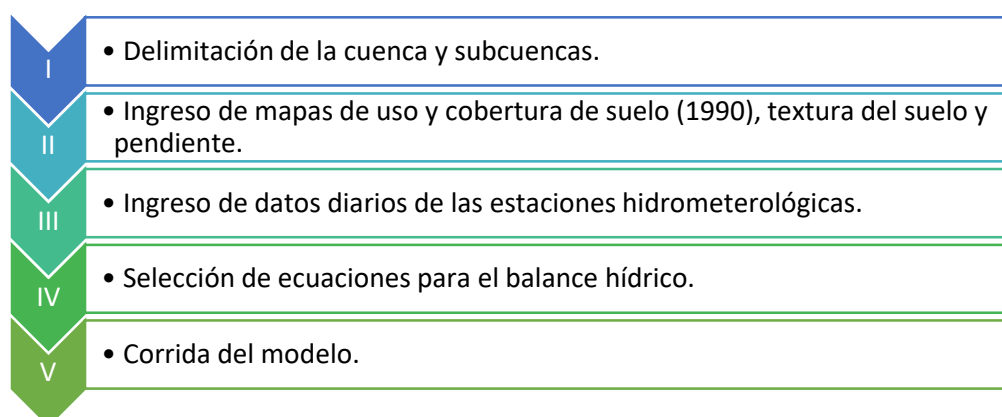 I
• Delimitación de la cuenca y subcuencas.
II
• Ingreso de mapas de uso y cobertura de suelo (1990), textura del suelo y
pendiente.
III
• Ingreso de datos diarios de las estaciones hidrometerológicas.
IV
• Selección de ecuaciones para el balance hídrico.
V
• Corrida del modelo.